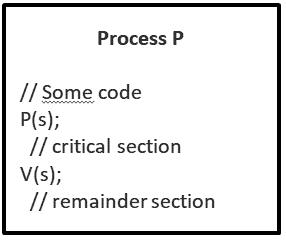 Process P
// Some code
P(s);
// critical section
V(s);
// remainder section